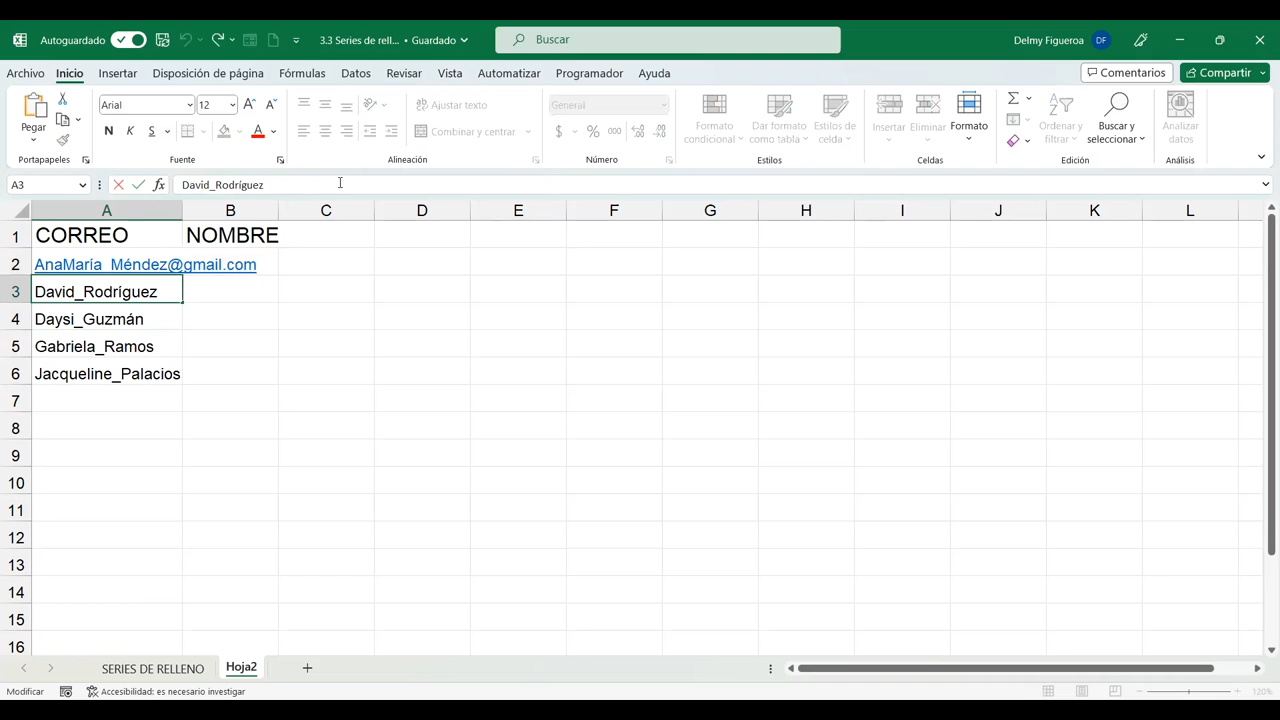 Autoguardado 3.3 Series de rell... • Guardado Buscar Delmy Figueroa DF
Archivo Inicio Insertar Disposición de página Fórmulas Datos Revisar Vista Automatizar Programador Ayuda Comentarios Compartir
Arial 12 Ajustar texto General
Pegar N K S Combinar y centrar $ % 000 Formato condicional Dar formato como tabla Estilos de celda Insertar Eliminar Formato Ordenar y filtrar Buscar y seleccionar Analizar datos
Portapapeles Fuente Alineación Número Estilos Celdas Edición Análisis
A3 fx David_Rodríguez
A B C D E F G H I J K L
1 CORREO NOMBRE
2 AnaMaría_Méndez@gmail.com
3 David_Rodríguez
4 Daysi_Guzmán
5 Gabriela_Ramos
6 Jacqueline_Palacios
7
8
9
10
11
12
13
14
15
16
SERIES DE RELLENO Hoja2
Modificar Accesibilidad: es necesario investigar 120%